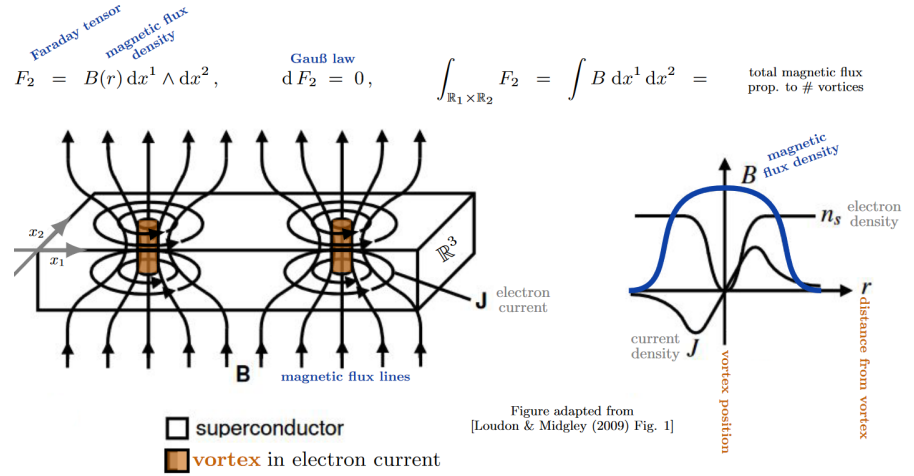 Faraday tensor
magnetic flux
density
Gauß law
F₂ = B(r) dx¹ ∧ dx² ,
d F₂ = 0 ,
∫_{ℝ₁×ℝ₂} F₂ = ∫ B dx¹ dx² =
total magnetic flux
prop. to # vortices
x₂
x₁
ℝ³
J
electron
current
B
magnetic flux lines
magnetic
flux density
B
nₛ
electron
density
r
current
density
J
vortex position
distance from vortex
superconductor
vortex in electron current
Figure adapted from
[Loudon & Midgley (2009) Fig. 1]